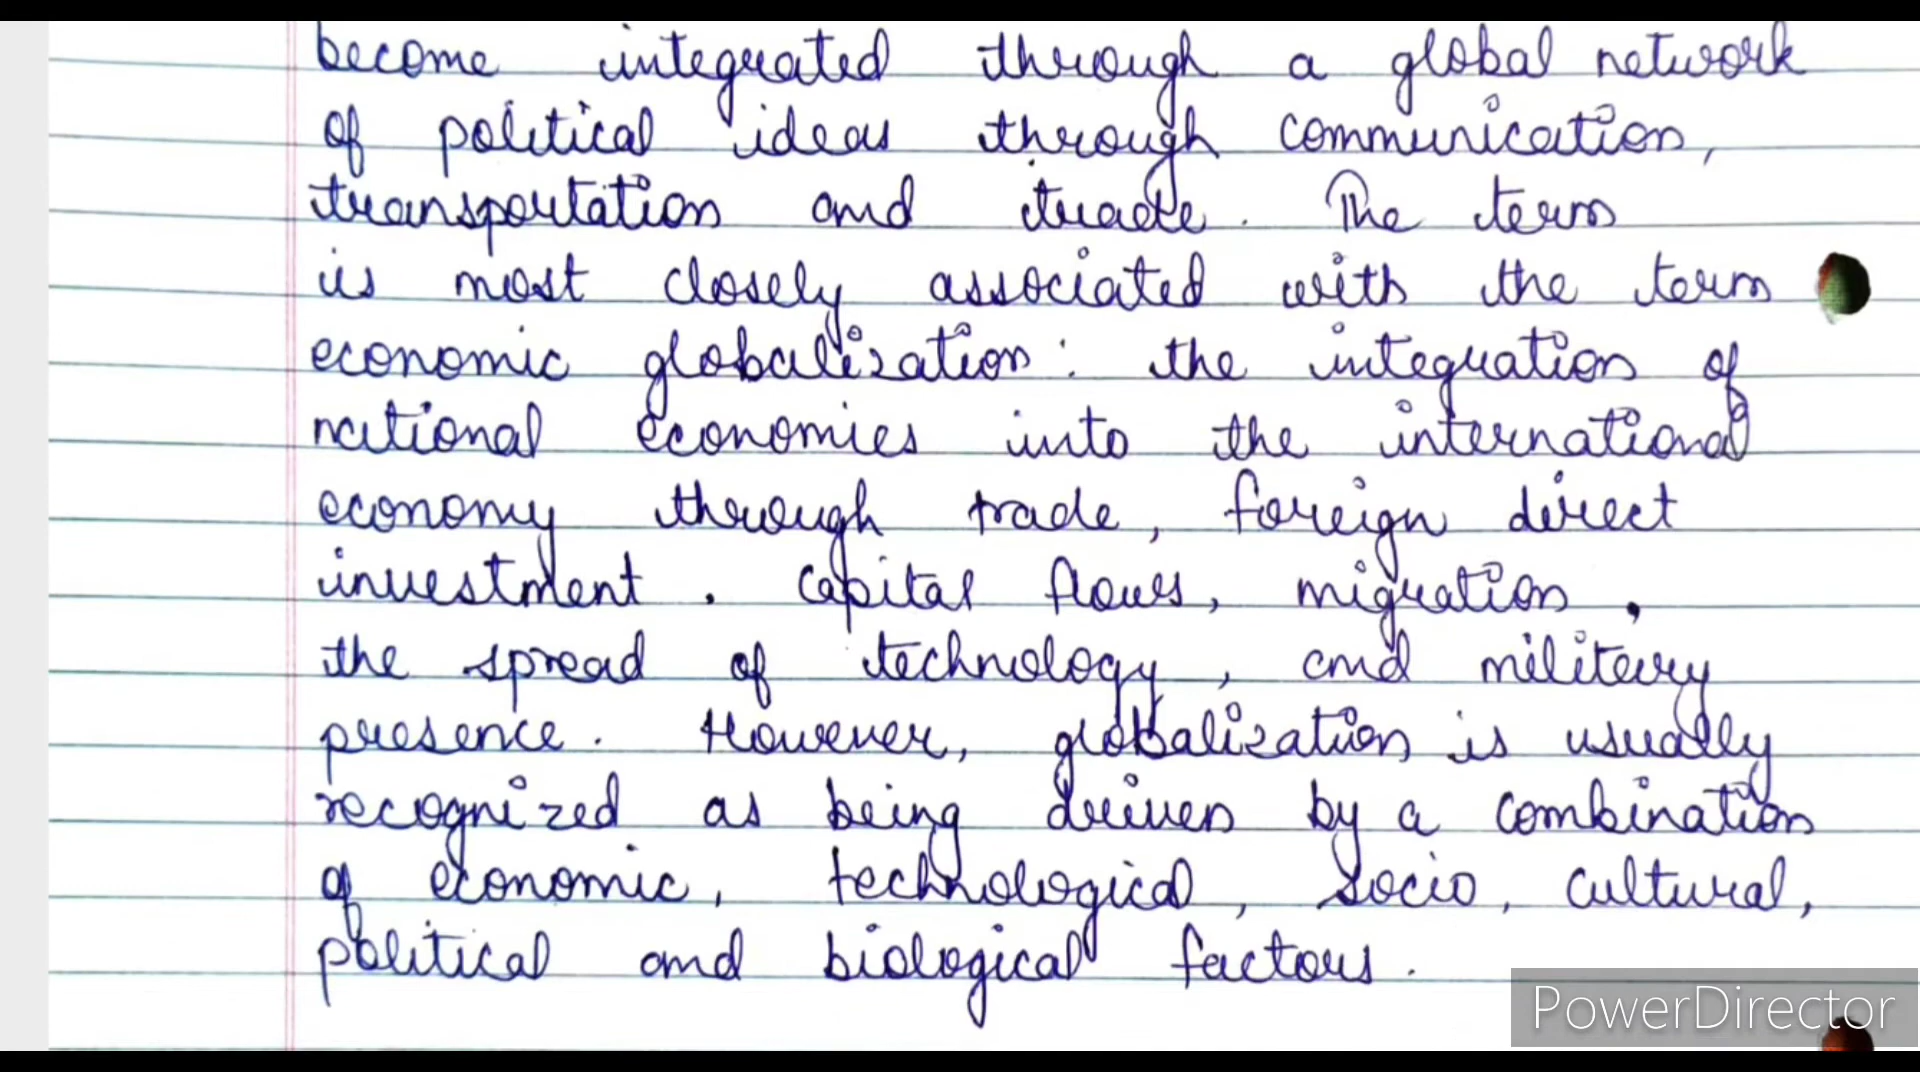 become integrated through a global network
of political ideas through communication,
transportation and trade. The term
is most closely associated with the term
economic globalization: the integration of
national economies into the international
economy through trade, foreign direct
investment. Capital flows, migration,
the spread of technology, and military
presence. However, globalization is usually
recognized as being driven by a combination
of economic, technological, socio, cultural,
political and biological factors.
PowerDirector